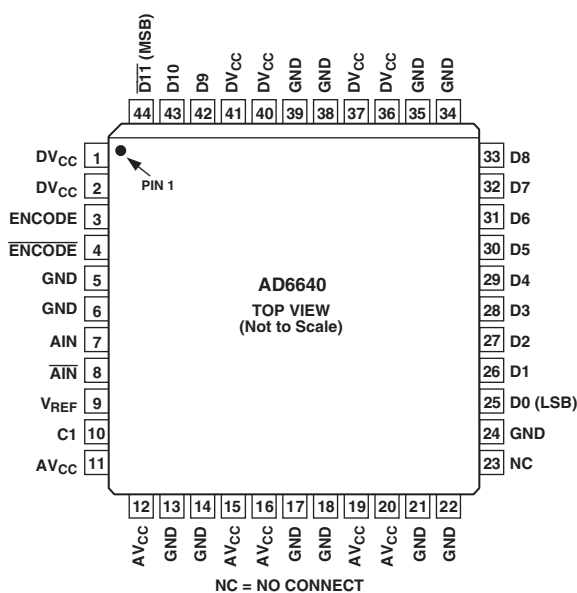 D̅1̅1̅ (MSB)
D10
D9
DVCC
DVCC
GND
GND
DVCC
DVCC
GND
GND
44 43 42 41 40 39 38 37 36 35 34
DVCC 1
DVCC 2
ENCODE 3
E̅N̅C̅O̅D̅E̅ 4
GND 5
GND 6
AIN 7
A̅I̅N̅ 8
VREF 9
C1 10
AVCC 11
PIN 1
AD6640
TOP VIEW
(Not to Scale)
33 D8
32 D7
31 D6
30 D5
29 D4
28 D3
27 D2
26 D1
25 D0 (LSB)
24 GND
23 NC
12 13 14 15 16 17 18 19 20 21 22
AVCC
GND
GND
AVCC
AVCC
GND
GND
AVCC
AVCC
GND
GND
NC = NO CONNECT